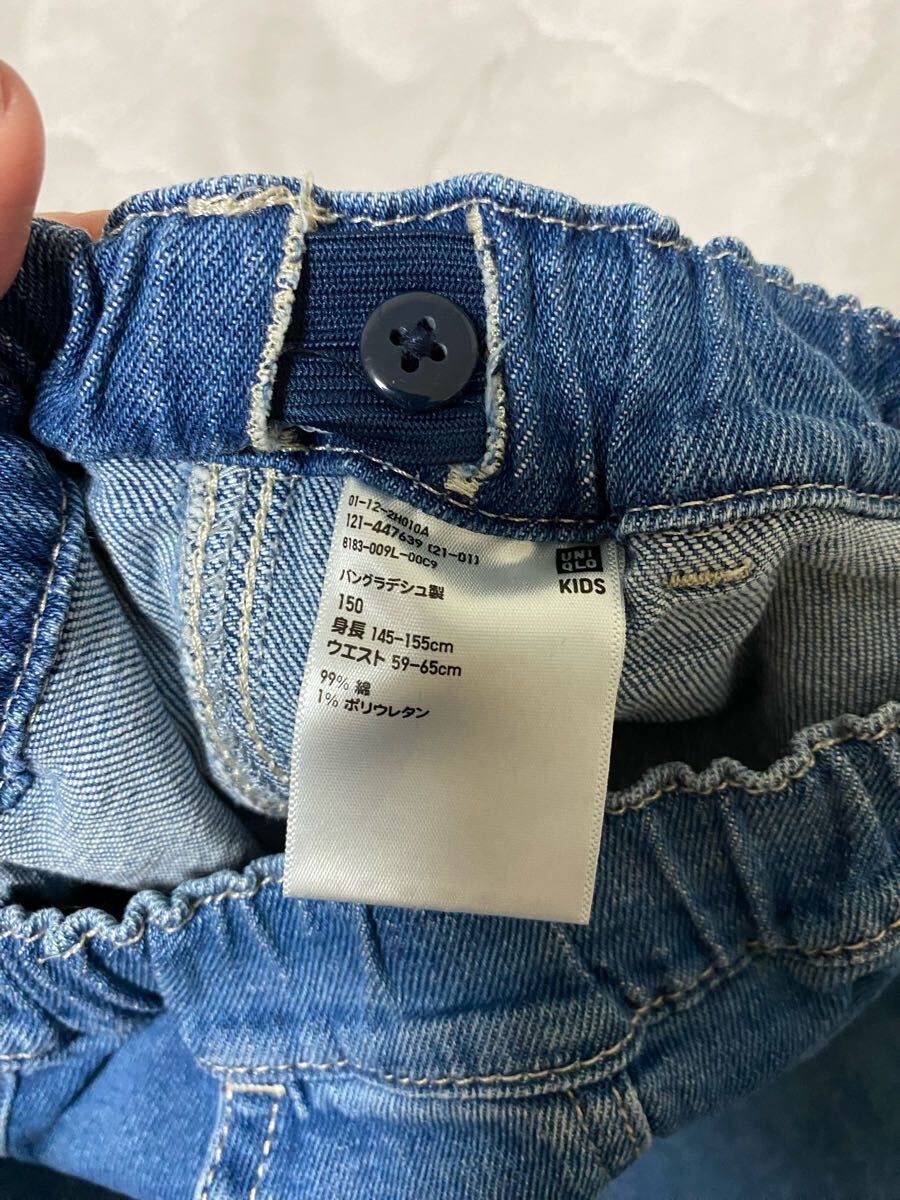 01-12-2H010A
121-447639 (21-01)
8183-009L-00C9
バングラデシュ製
150
身長 145-155cm
ウエスト 59-65cm
99% 綿
1% ポリウレタン
UNI
QLO
KIDS